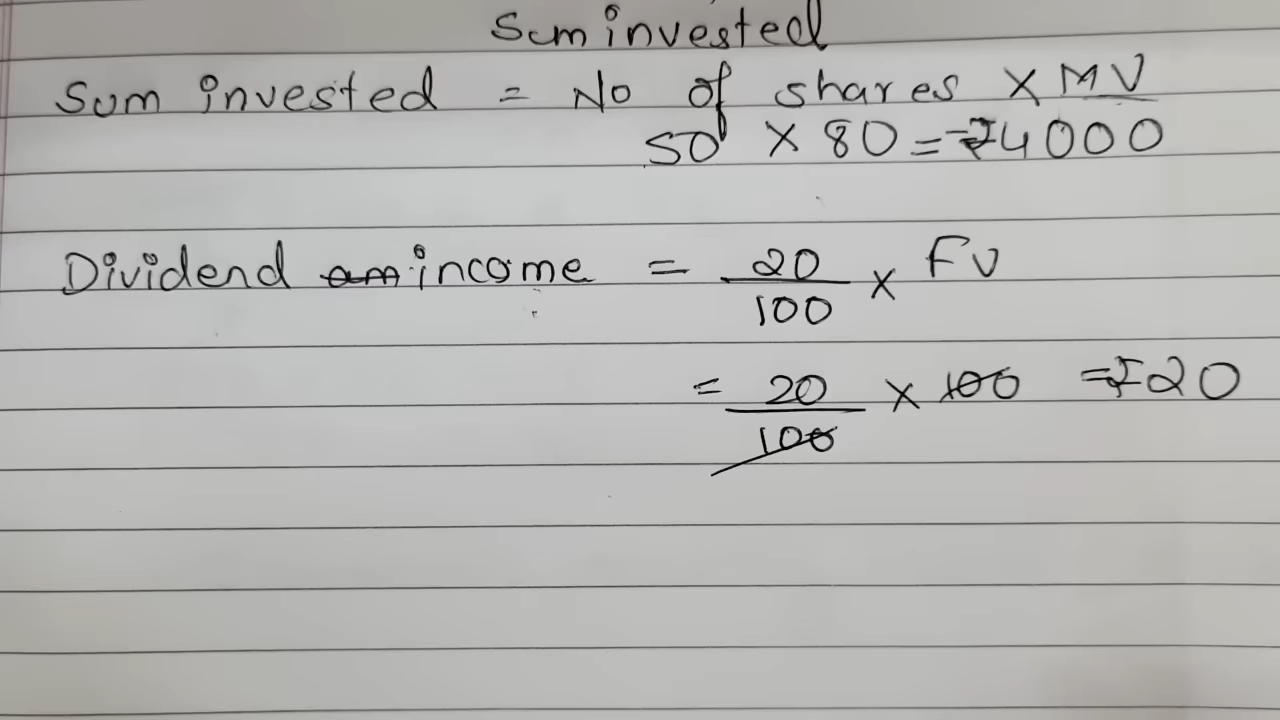 Sum invested
Sum invested = No of shares X MV
50 X 80 = ₹4000
Dividend am income = 20/100 X FV
= 20/100 X 100 = ₹20